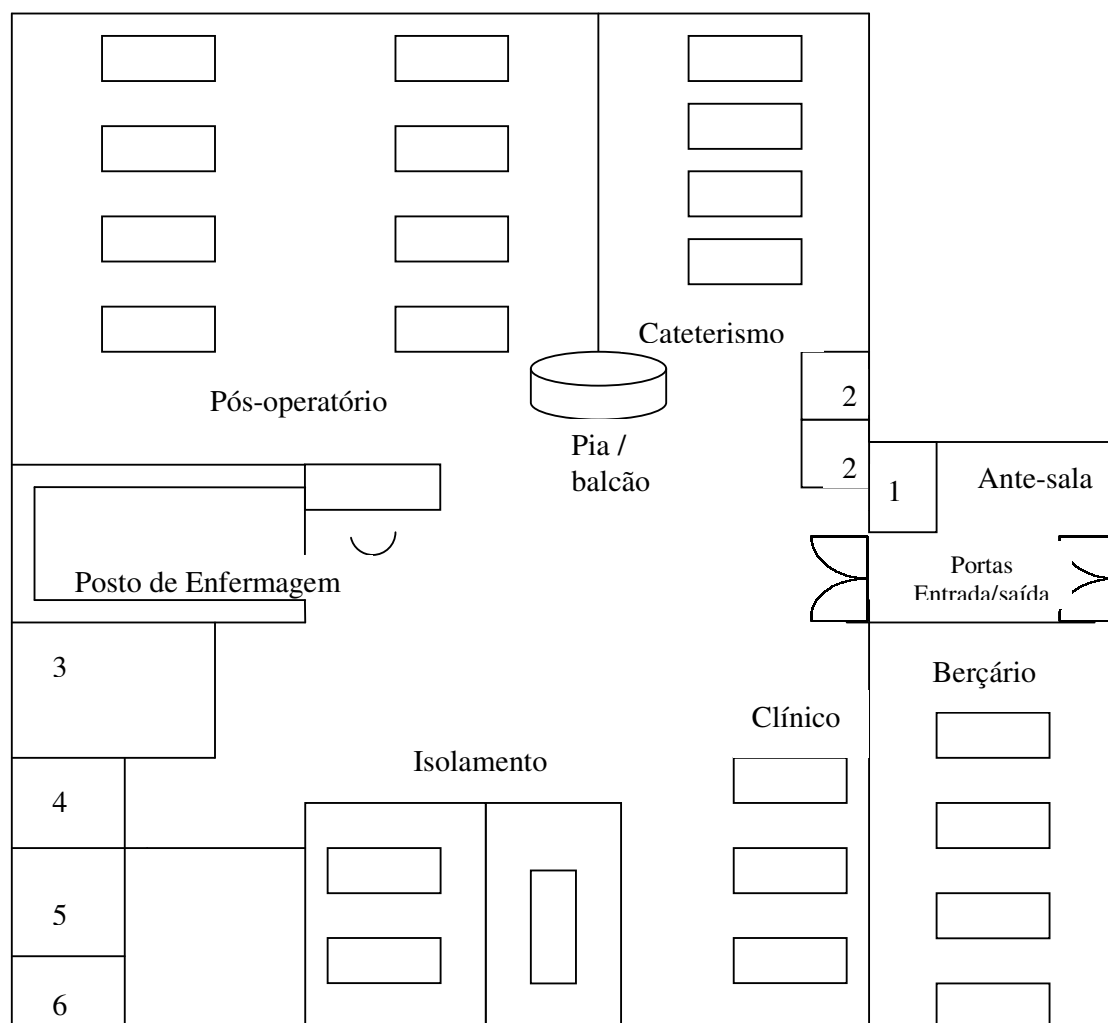 Cateterismo
Pós-operatório
2
Pia /
balcão
2
1
Ante-sala
Posto de Enfermagem
Portas
Entrada/saída
3
Berçário
Clínico
Isolamento
4
5
6